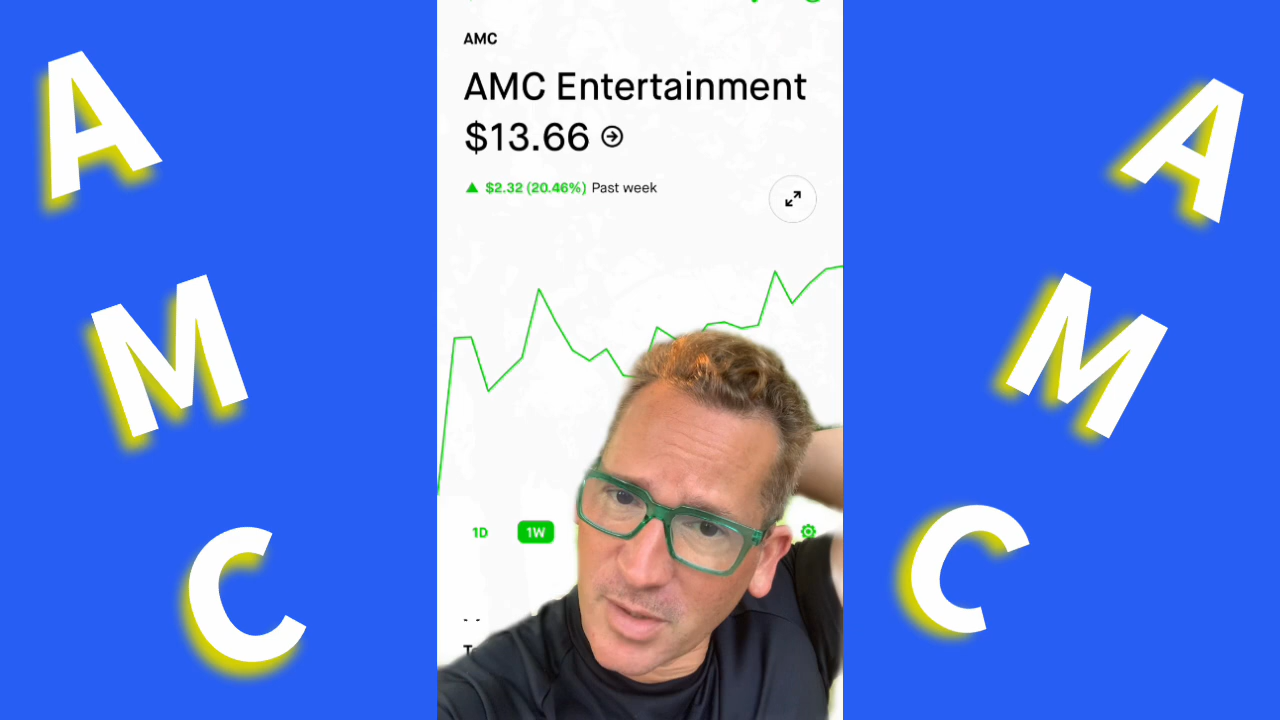 A
M
C
AMC
AMC Entertainment
$13.66
▲ $2.32 (20.46%) Past week
1D
1W
A
M
C